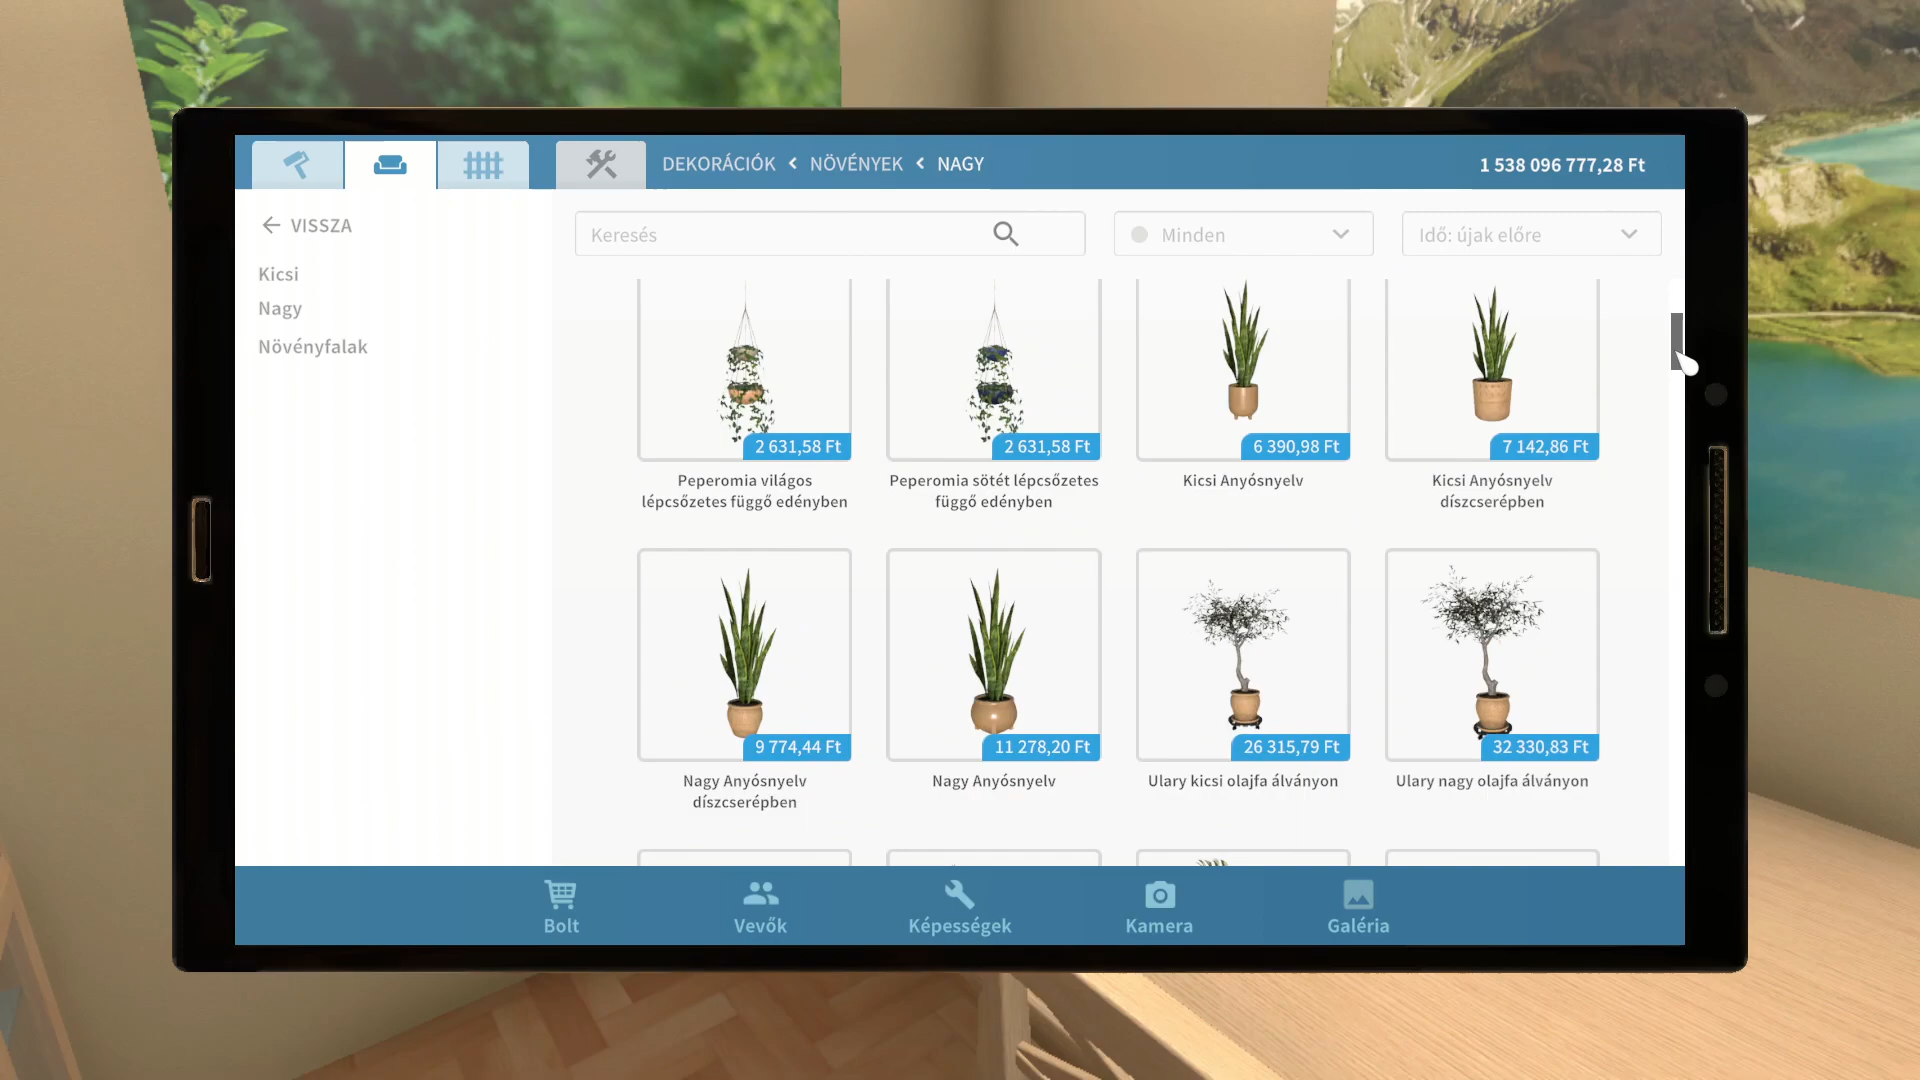 DEKORÁCIÓK < NÖVÉNYEK < NAGY
1 538 096 777,28 Ft
VISSZA
Kicsi
Nagy
Növényfalak
Keresés
Minden
Idő: újak előre
2 631,58 Ft
2 631,58 Ft
6 390,98 Ft
7 142,86 Ft
Peperomia világos
lépcsőzetes függő edényben
Peperomia sötét lépcsőzetes
függő edényben
Kicsi Anyósnyelv
Kicsi Anyósnyelv
díszcserépben
9 774,44 Ft
11 278,20 Ft
26 315,79 Ft
32 330,83 Ft
Nagy Anyósnyelv
díszcserépben
Nagy Anyósnyelv
Ulary kicsi olajfa álványon
Ulary nagy olajfa álványon
Bolt
Vevők
Képességek
Kamera
Galéria